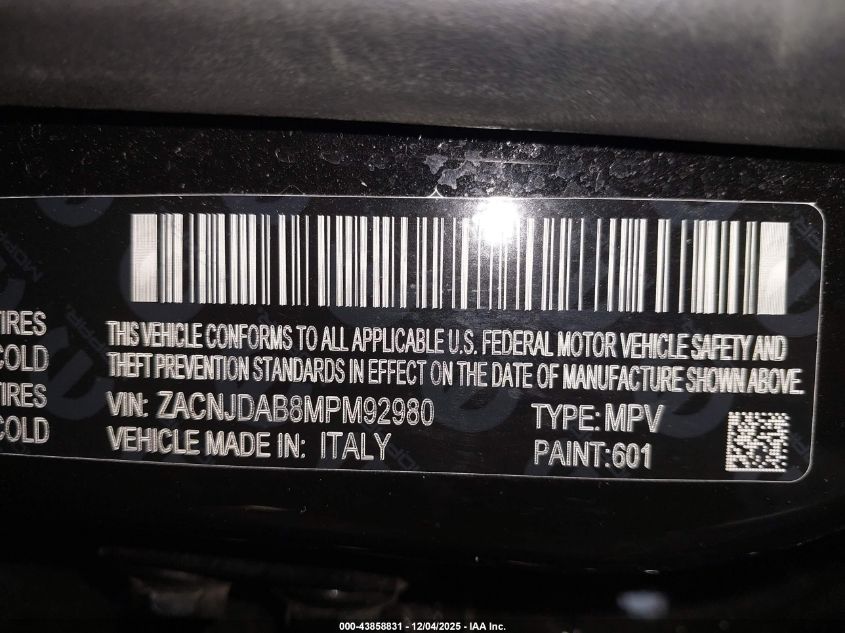 TIRES
COLD
TIRES
COLD
THIS VEHICLE CONFORMS TO ALL APPLICABLE U.S. FEDERAL MOTOR VEHICLE SAFETY AND
THEFT PREVENTION STANDARDS IN EFFECT ON THE DATE OF MANUFACTURE SHOWN ABOVE.
VIN: ZACNJDAB8MPM92980
TYPE: MPV
VEHICLE MADE IN: ITALY
PAINT:601
000-43858831 - 12/04/2025 - IAA Inc.